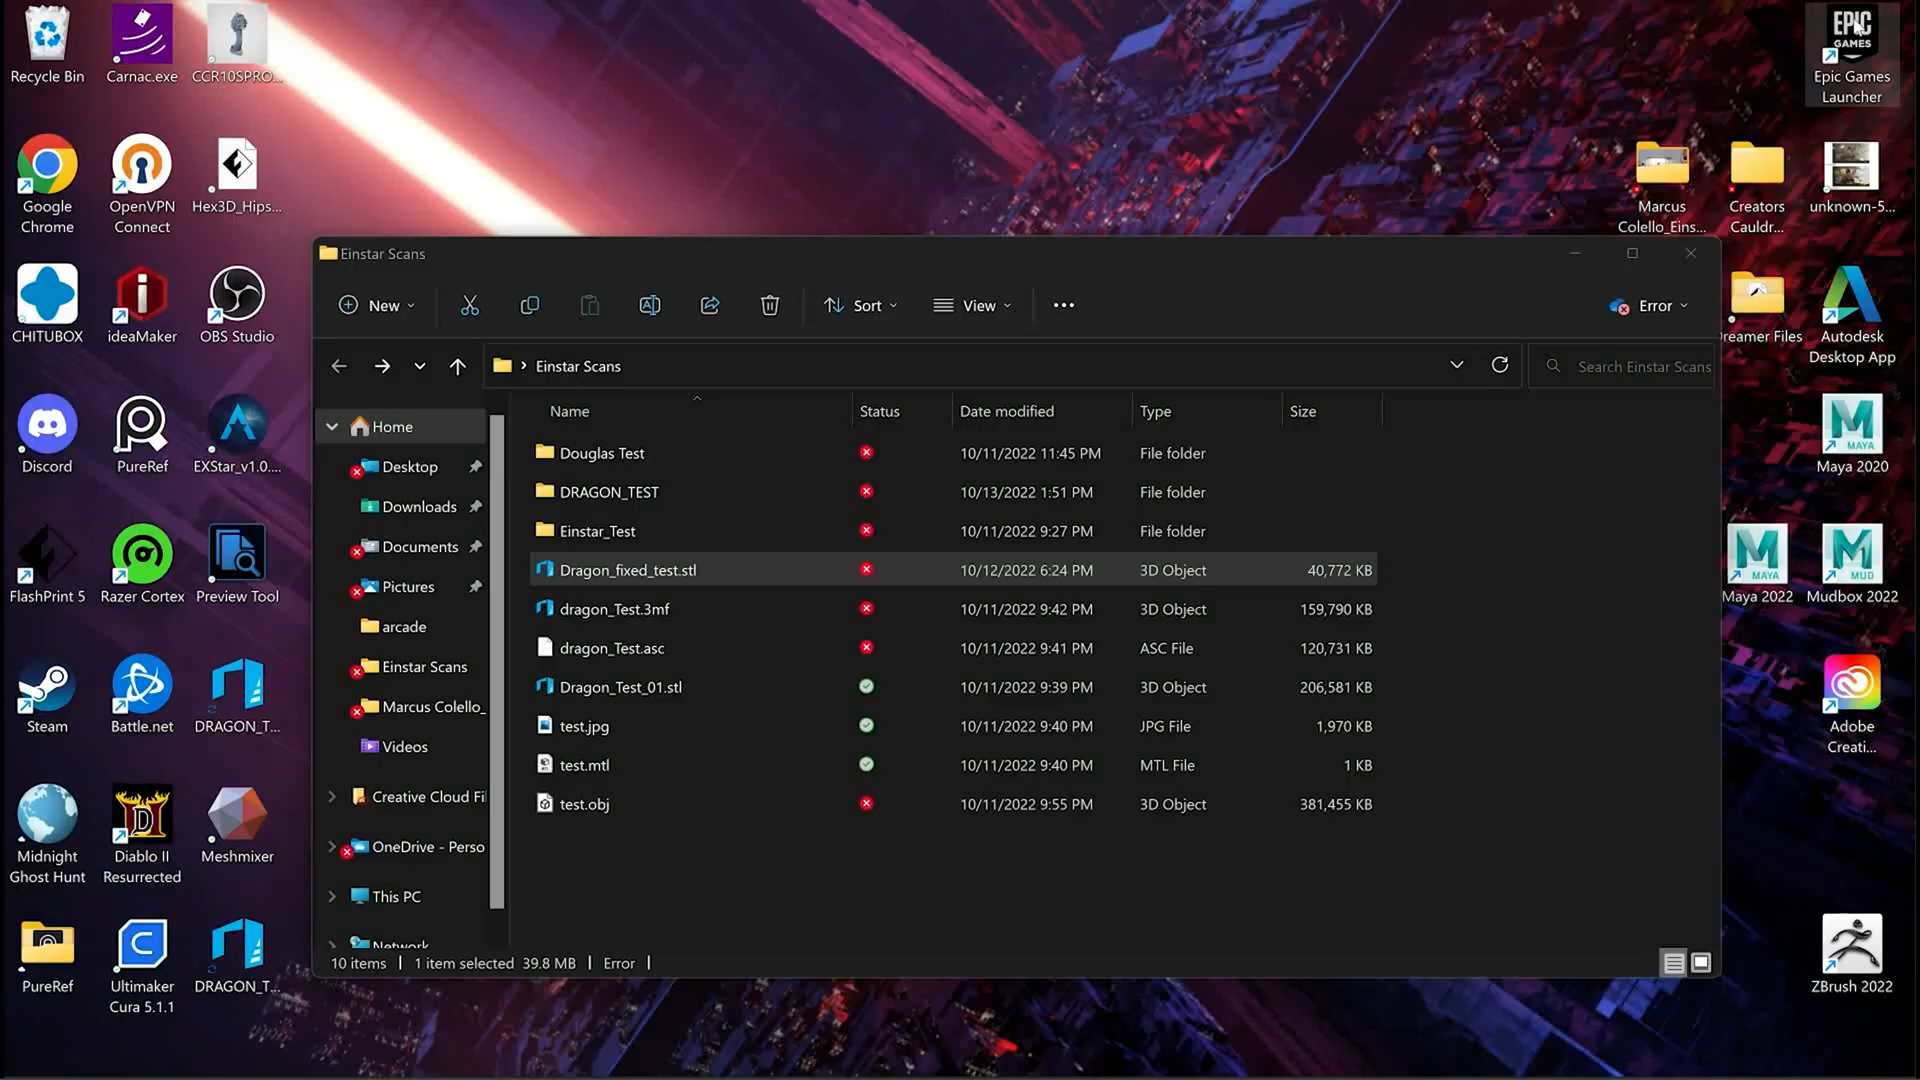 Recycle Bin
Carnac.exe
CCR10SPRO...
EPIC
GAMES
Epic Games
Launcher
Google
Chrome
OpenVPN
Connect
Hex3D_Hips...
Marcus
Colello_Eins...
Creators
Cauldr...
unknown-5...
CHITUBOX
ideaMaker
OBS Studio
reamer Files
Autodesk
Desktop App
Discord
PureRef
EXStar_v1.0....
MAYA
Maya 2020
FlashPrint 5
Razer Cortex
Preview Tool
MAYA
Maya 2022
MUD
Mudbox 2022
Steam
Battle.net
DRAGON_T...
Adobe
Creati...
Midnight
Ghost Hunt
Diablo II
Resurrected
Meshmixer
PureRef
Ultimaker
Cura 5.1.1
DRAGON_T...
ZBrush 2022
Einstar Scans
New
Sort
View
Error
Einstar Scans
Search Einstar Scans
Home
Desktop
Downloads
Documents
Pictures
arcade
Einstar Scans
Marcus Colello_
Videos
Creative Cloud Fil
OneDrive - Perso
This PC
Network
Name Status Date modified Type Size
Douglas Test 10/11/2022 11:45 PM File folder
DRAGON_TEST 10/13/2022 1:51 PM File folder
Einstar_Test 10/11/2022 9:27 PM File folder
Dragon_fixed_test.stl 10/12/2022 6:24 PM 3D Object 40,772 KB
dragon_Test.3mf 10/11/2022 9:42 PM 3D Object 159,790 KB
dragon_Test.asc 10/11/2022 9:41 PM ASC File 120,731 KB
Dragon_Test_01.stl 10/11/2022 9:39 PM 3D Object 206,581 KB
test.jpg 10/11/2022 9:40 PM JPG File 1,970 KB
test.mtl 10/11/2022 9:40 PM MTL File 1 KB
test.obj 10/11/2022 9:55 PM 3D Object 381,455 KB
10 items | 1 item selected 39.8 MB | Error |